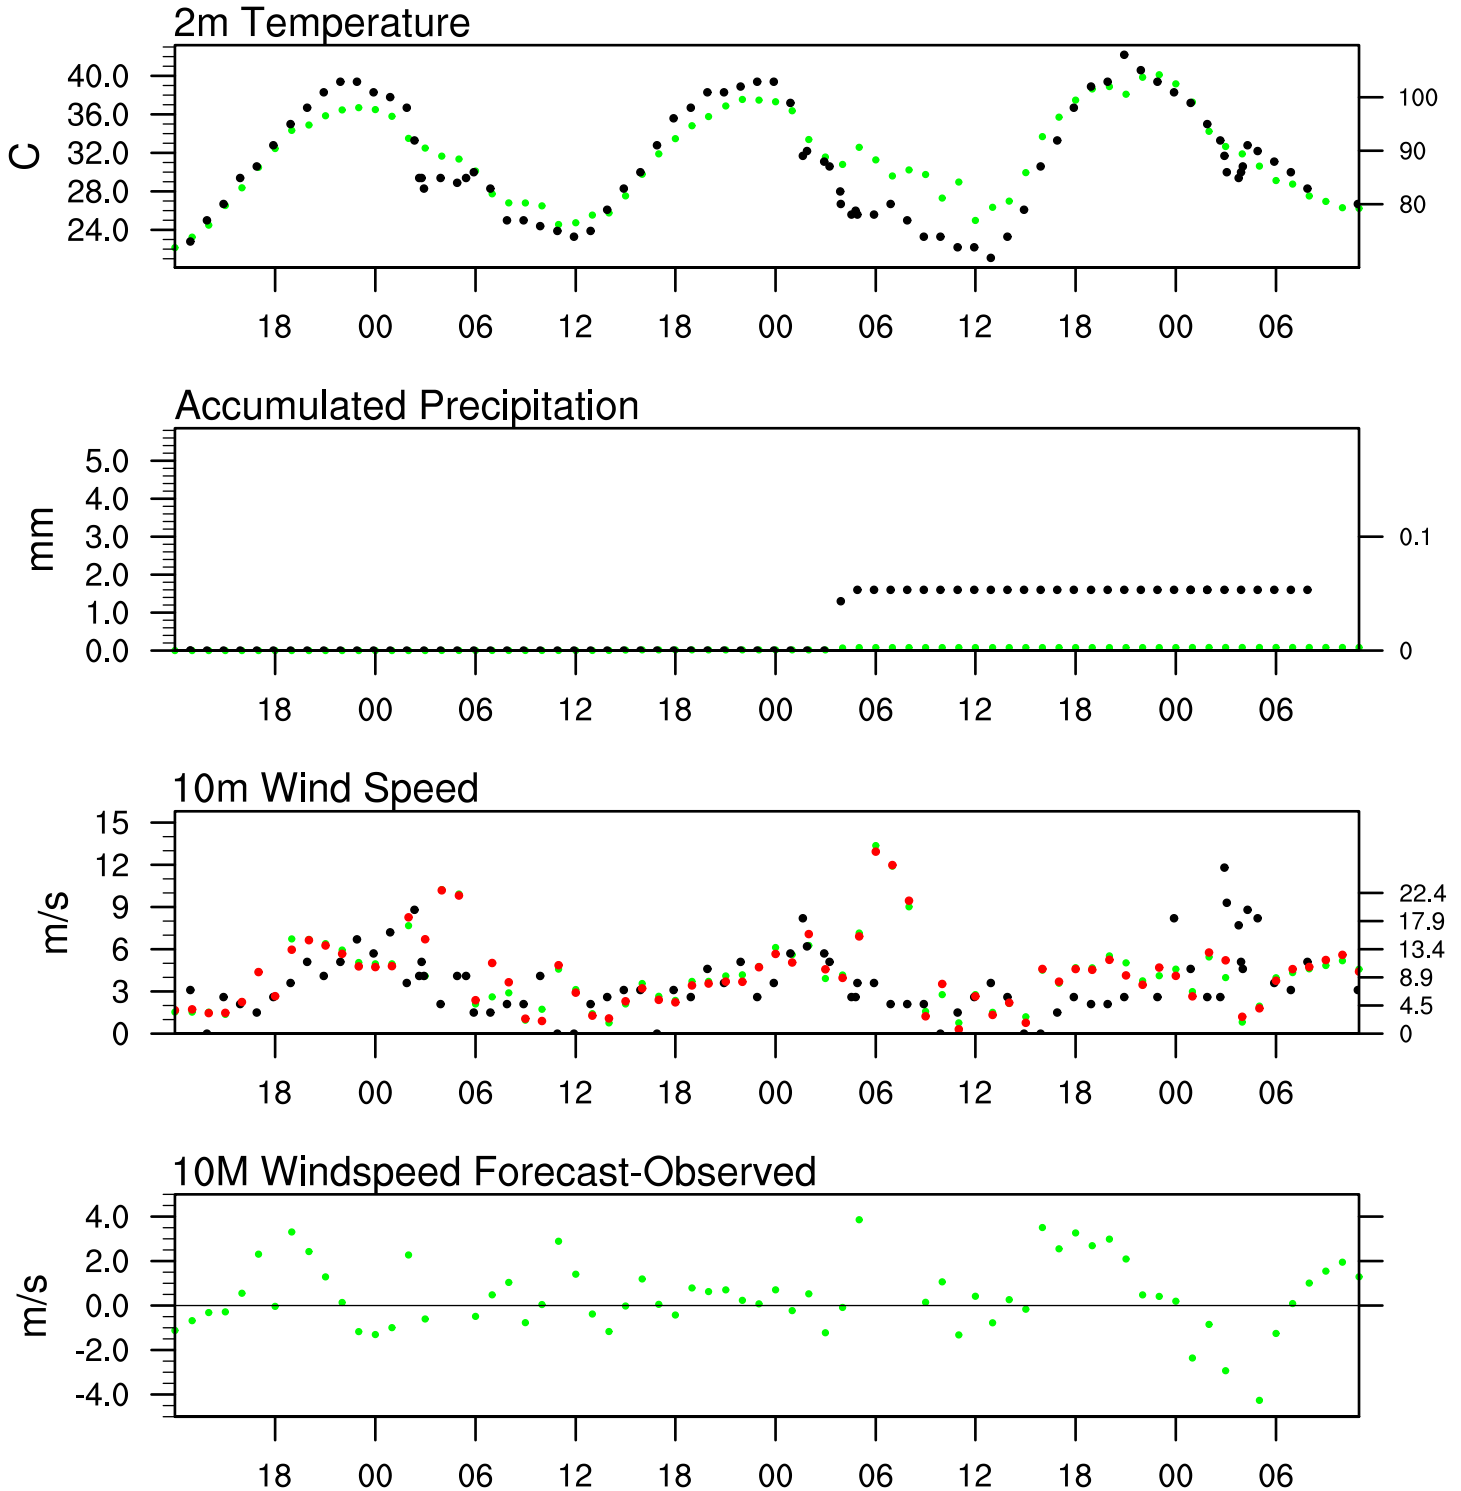 2m Temperature
C
40.0
36.0
32.0
28.0
24.0
100
90
80
18 00 06 12 18 00 06 12 18 00 06
Accumulated Precipitation
mm
5.0
4.0
3.0
2.0
1.0
0.0
0.1
0
18 00 06 12 18 00 06 12 18 00 06
10m Wind Speed
m/s
15
12
9
6
3
0
22.4
17.9
13.4
8.9
4.5
0
18 00 06 12 18 00 06 12 18 00 06
10M Windspeed Forecast-Observed
m/s
4.0
2.0
0.0
-2.0
-4.0
18 00 06 12 18 00 06 12 18 00 06